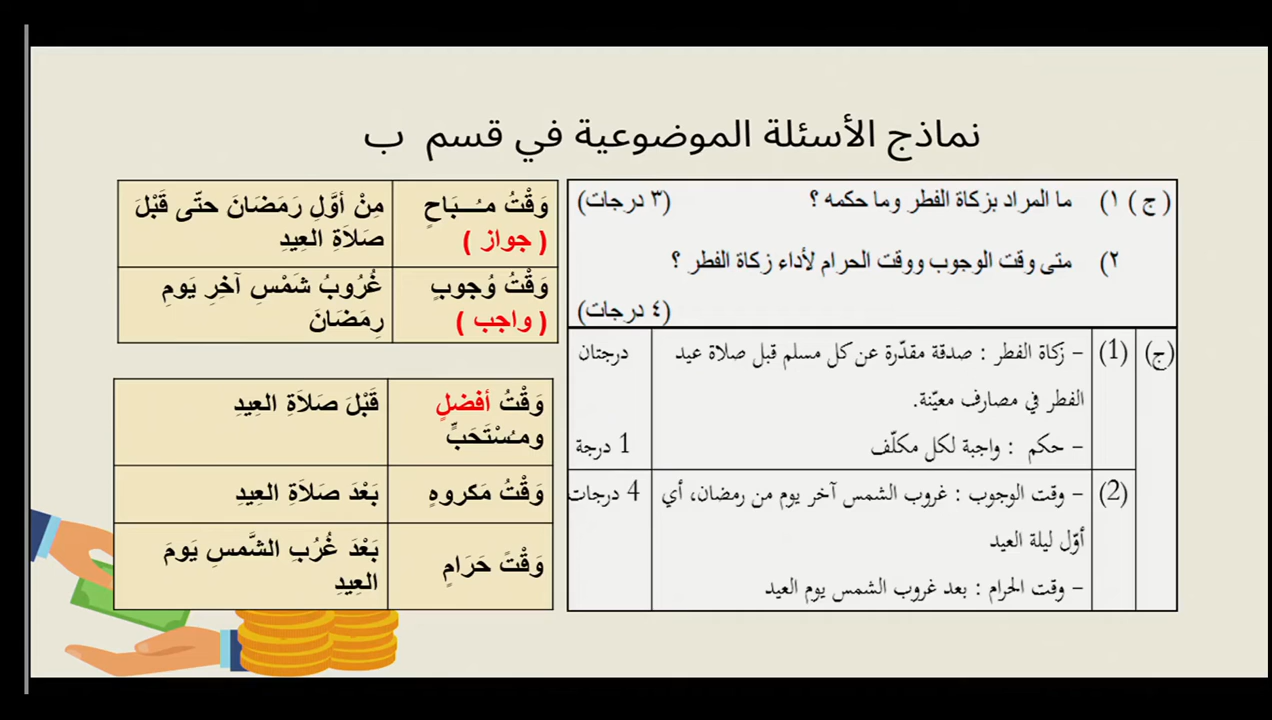 نماذج الأسئلة الموضوعية في قسم ب
( ج ) ١) ما المراد بزكاة الفطر وما حكمه ؟ (٣ درجات)
٢) متى وقت الوجوب ووقت الحرام لأداء زكاة الفطر ؟
(٤ درجات)
(ج) (1) – زكاة الفطر : صدقة مقدّرة عن كل مسلم قبل صلاة عيد درجتان
الفطر في مصارف معيّنة.
– حكم : واجبة لكل مكلّف 1 درجة
(2) – وقت الوجوب : غروب الشمس آخر يوم من رمضان، أي 4 درجات
أوّل ليلة العيد
– وقت الحرام : بعد غروب الشمس يوم العيد
وَقْتُ مـُـــبَاحٍ مِنْ أوَّلِ رَمَضَانَ حتّى قَبْلَ
( جواز ) صَلاَةِ العِيدِ
وَقْتُ وُجوبٍ غُرُوبُ شَمْسِ آخِرِ يَومِ
( واجب ) رِمَضَانَ
وَقْتُ أفضلٍ قَبْلَ صَلاَةِ العِيدِ
ومـُسْتَحَبٍّ
وَقْتُ مَكروهٍ بَعْدَ صَلاَةِ العِيدِ
وَقْتً حَرَامٍ بَعْدَ غُرُبِ الشَّمسِ يَومَ
العِيدِ